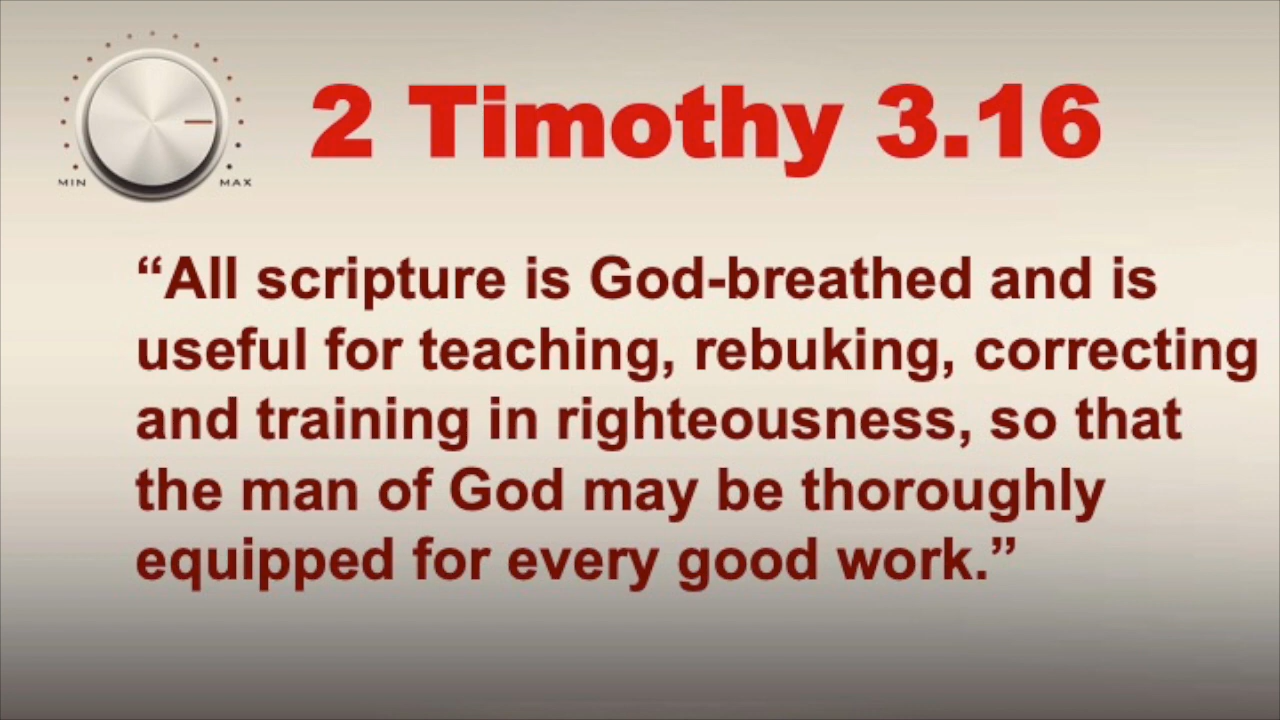 2 Timothy 3.16
MIN MAX
“All scripture is God-breathed and is
useful for teaching, rebuking, correcting
and training in righteousness, so that
the man of God may be thoroughly
equipped for every good work.”